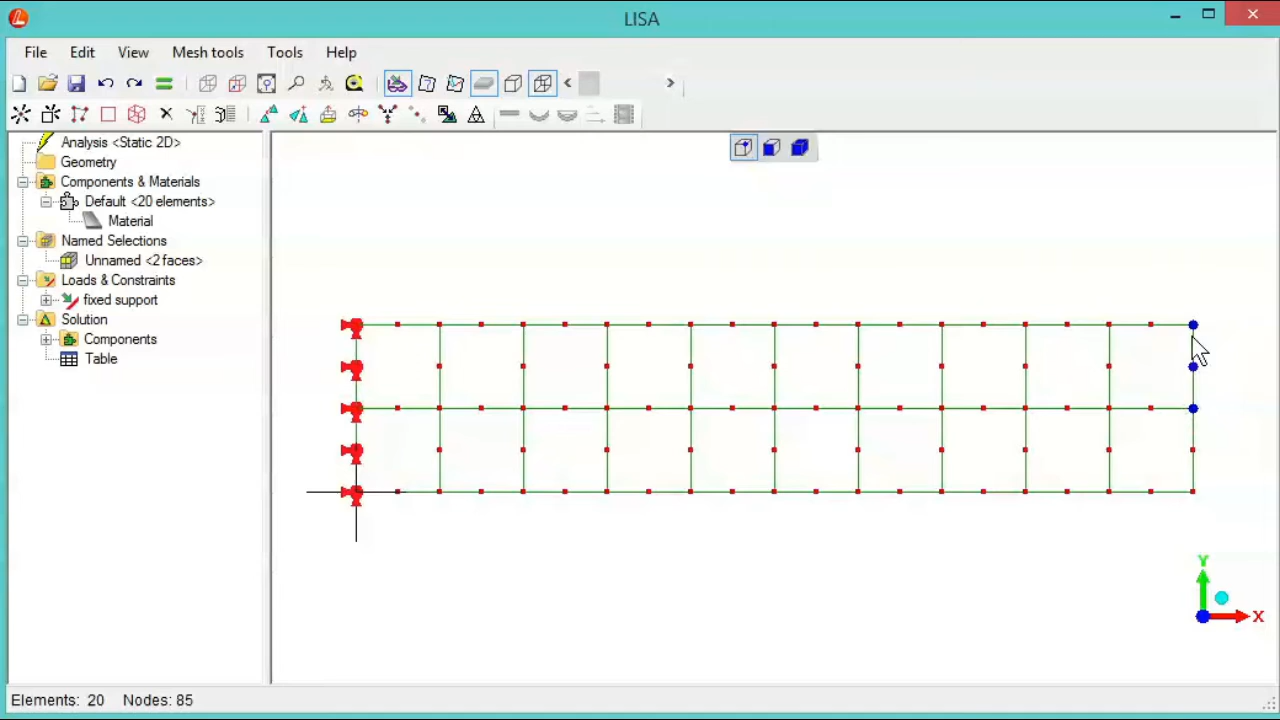 LISA
File Edit View Mesh tools Tools Help
Analysis <Static 2D>
Geometry
Components & Materials
Default <20 elements>
Material
Named Selections
Unnamed <2 faces>
Loads & Constraints
fixed support
Solution
Components
Table
Y
X
Elements: 20 Nodes: 85